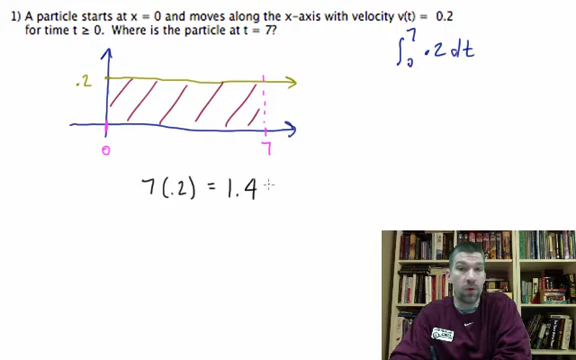 1) A particle starts at x = 0 and moves along the x-axis with velocity v(t) = 0.2
for time t ≥ 0. Where is the particle at t = 7?
∫₀⁷ .2 dt
.2
0 7
7(.2) = 1.4